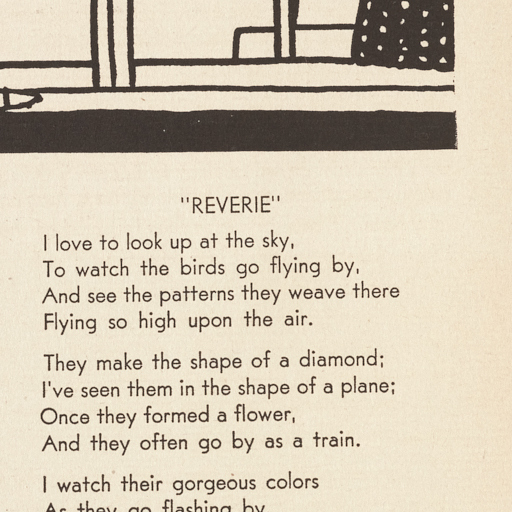 "REVERIE"
I love to look up at the sky,
To watch the birds go flying by,
And see the patterns they weave there
Flying so high upon the air.
They make the shape of a diamond;
I've seen them in the shape of a plane;
Once they formed a flower,
And they often go by as a train.
I watch their gorgeous colors
As they go flashing by